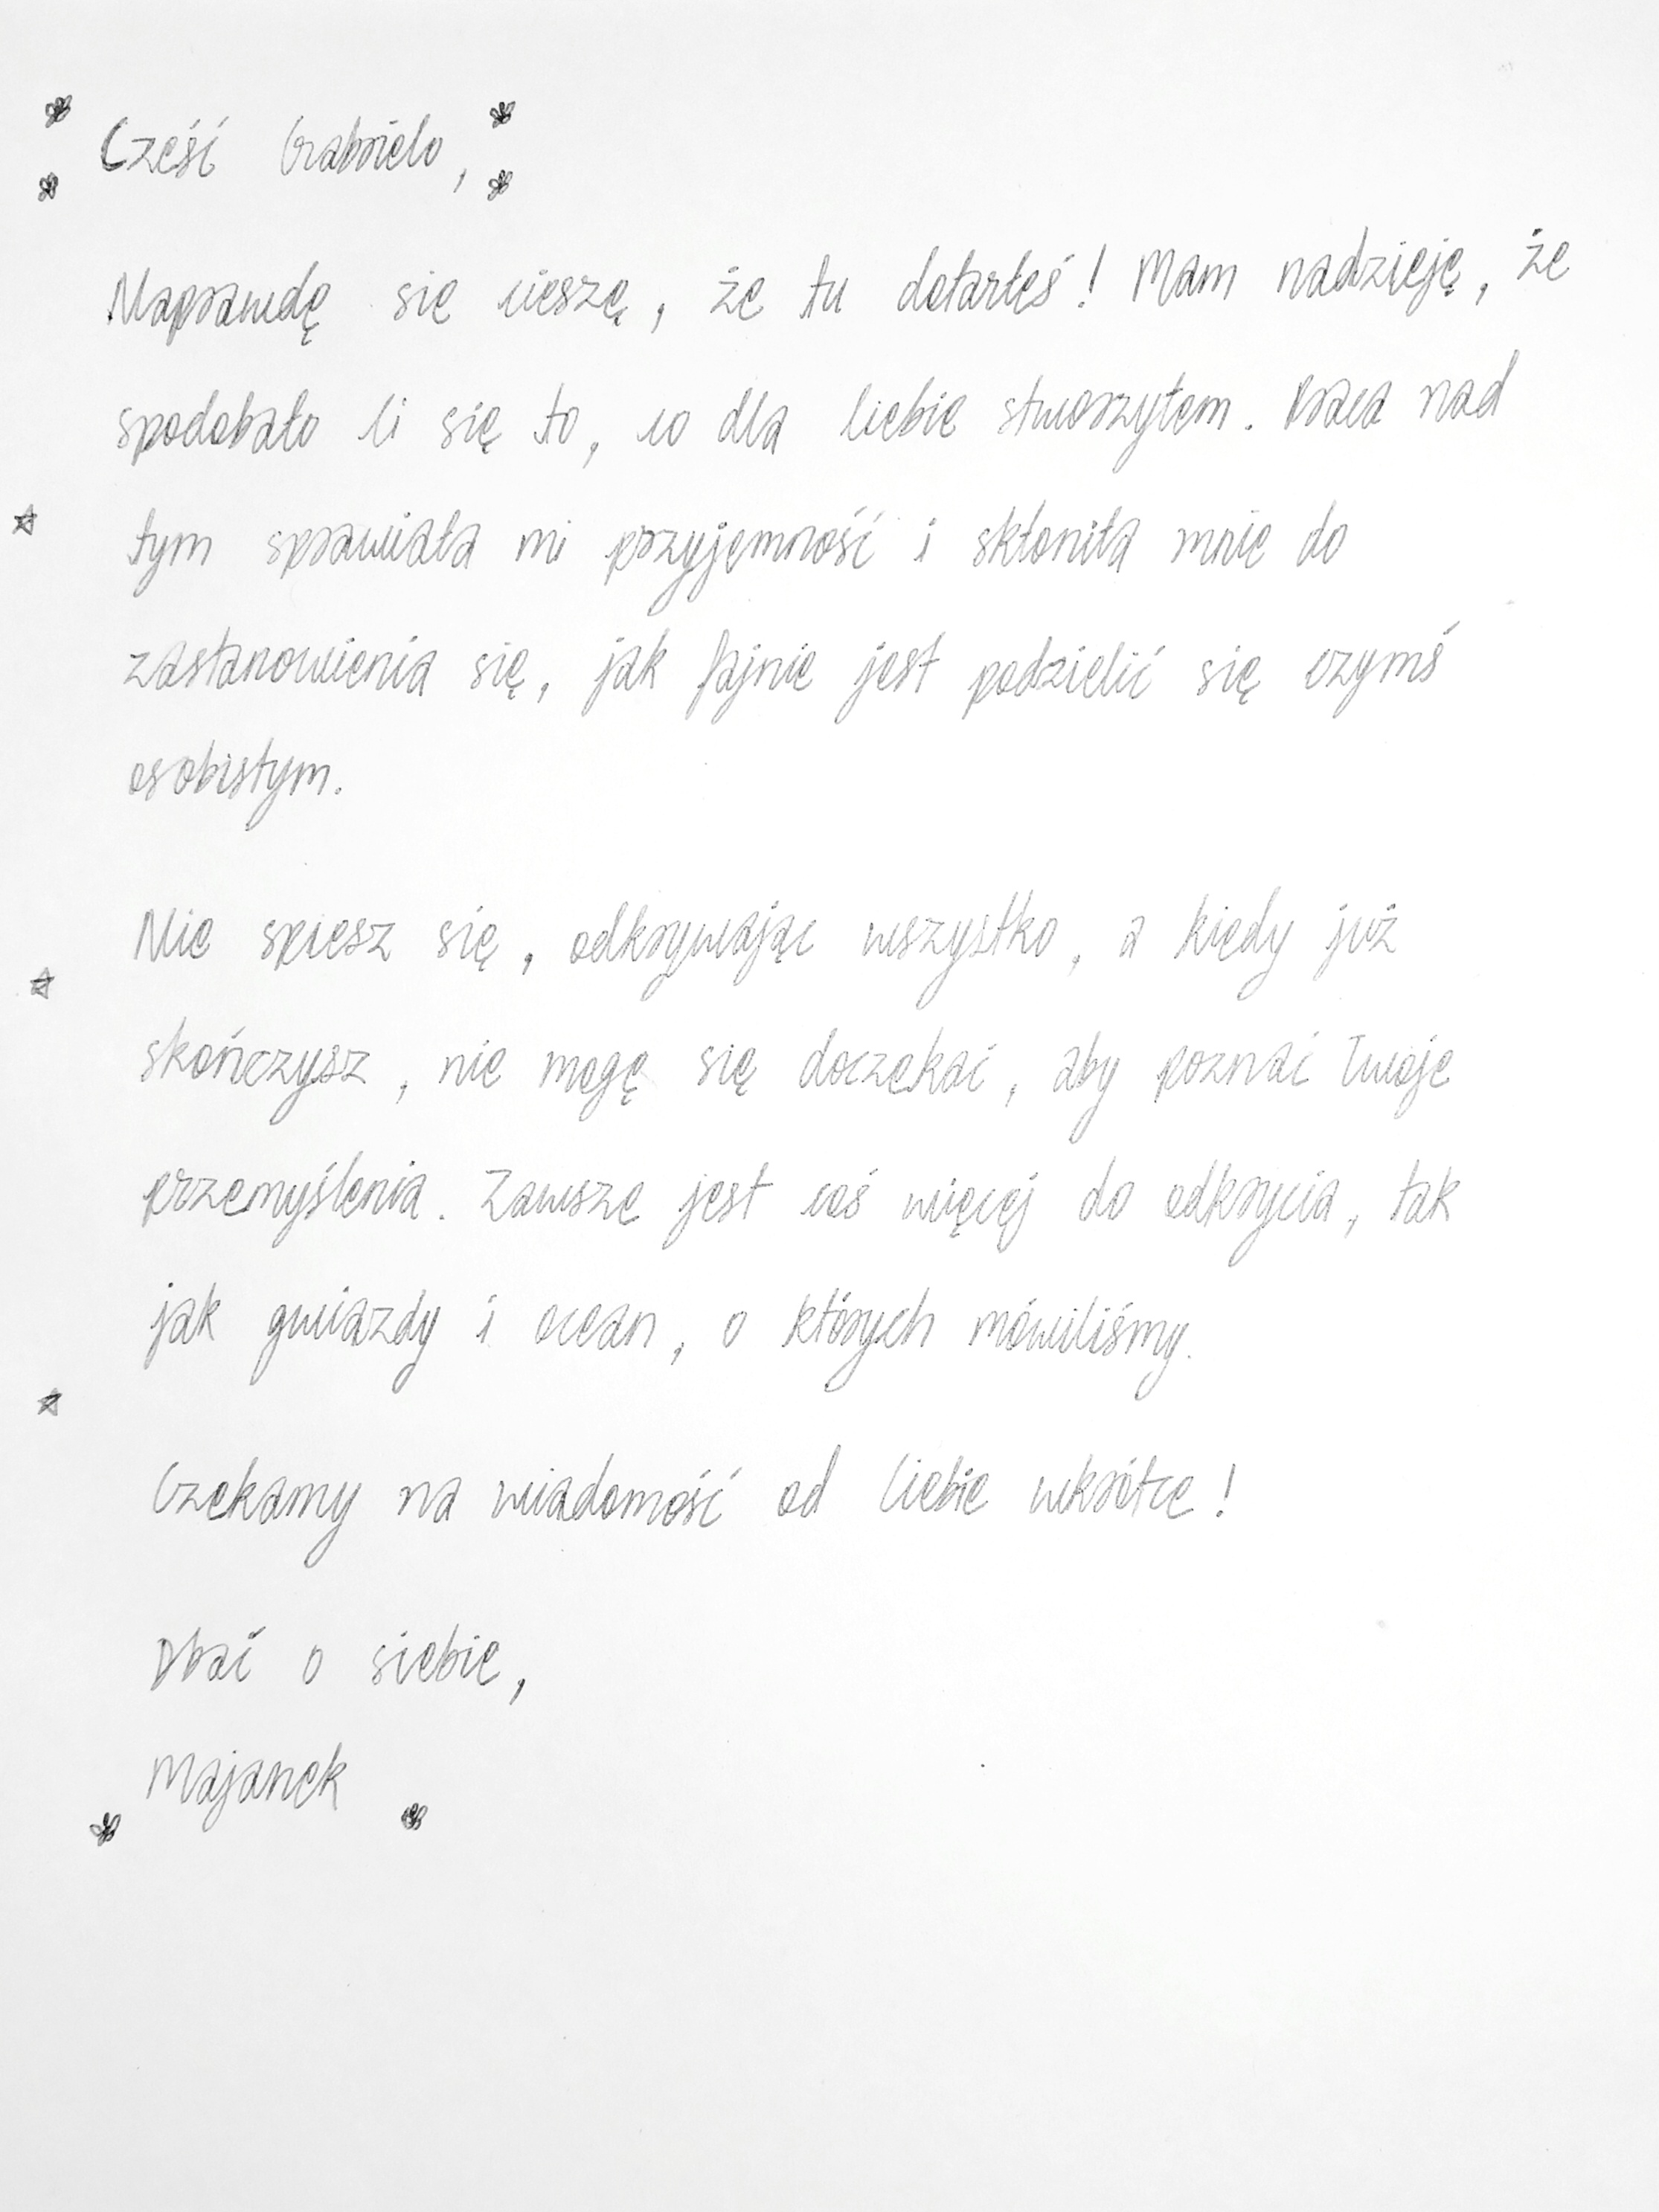 Cześć Gabrielo,
Naprawdę się cieszę, że tu dotarłeś! Mam nadzieję, że
spodobało Ci się to, co dla Ciebie stworzyłem. Praca nad
tym sprawiała mi przyjemność i skłoniła mnie do
zastanowienia się, jak fajnie jest podzielić się czymś
osobistym.
Nie spiesz się, odkrywając wszystko, a kiedy już
skończysz, nie mogę się doczekać, aby poznać Twoje
przemyślenia. Zawsze jest coś więcej do odkrycia, tak
jak gwiazdy i ocean, o których mówiliśmy.
Czekamy na wiadomość od Ciebie wkrótce!
Dbać o siebie,
Majanek